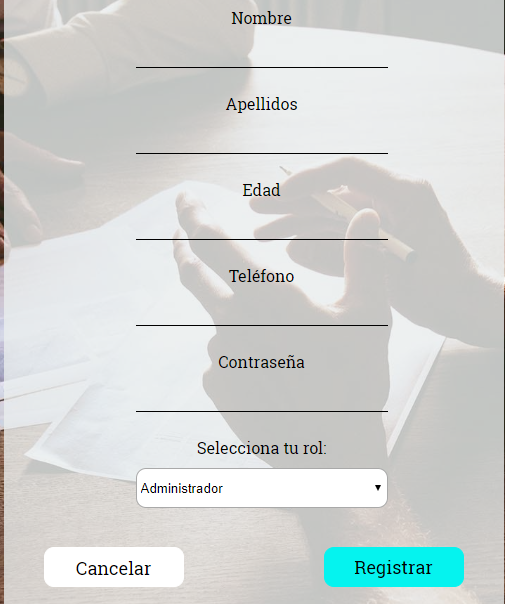 Nombre
Apellidos
Edad
Teléfono
Contraseña
Selecciona tu rol:
Administrador
Cancelar
Registrar